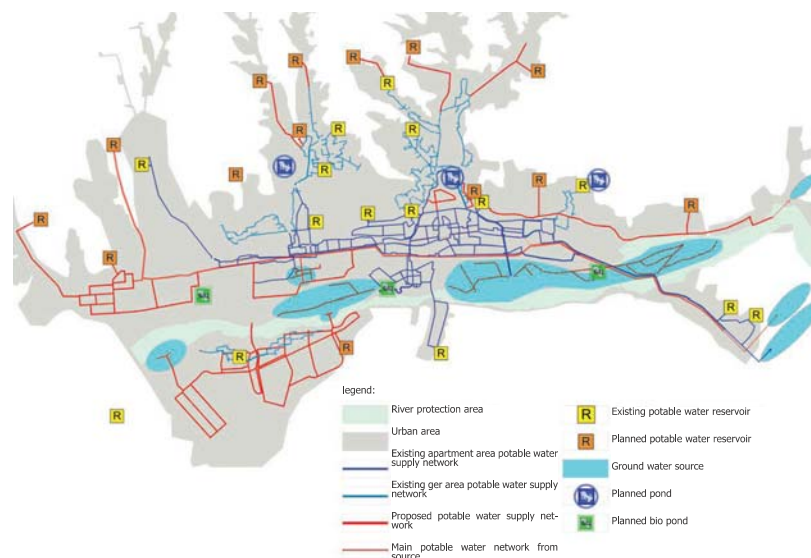 R R R R R R R
R R R R R R R
R R R R R R R
R R R R R R R
legend:
River protection area
Urban area
Existing apartment area potable water
supply network
Existing ger area potable water supply
network
Proposed potable water supply net-
work
Main potable water network from
source
R Existing potable water reservoir
R Planned potable water reservoir
Ground water source
Planned pond
Planned bio pond